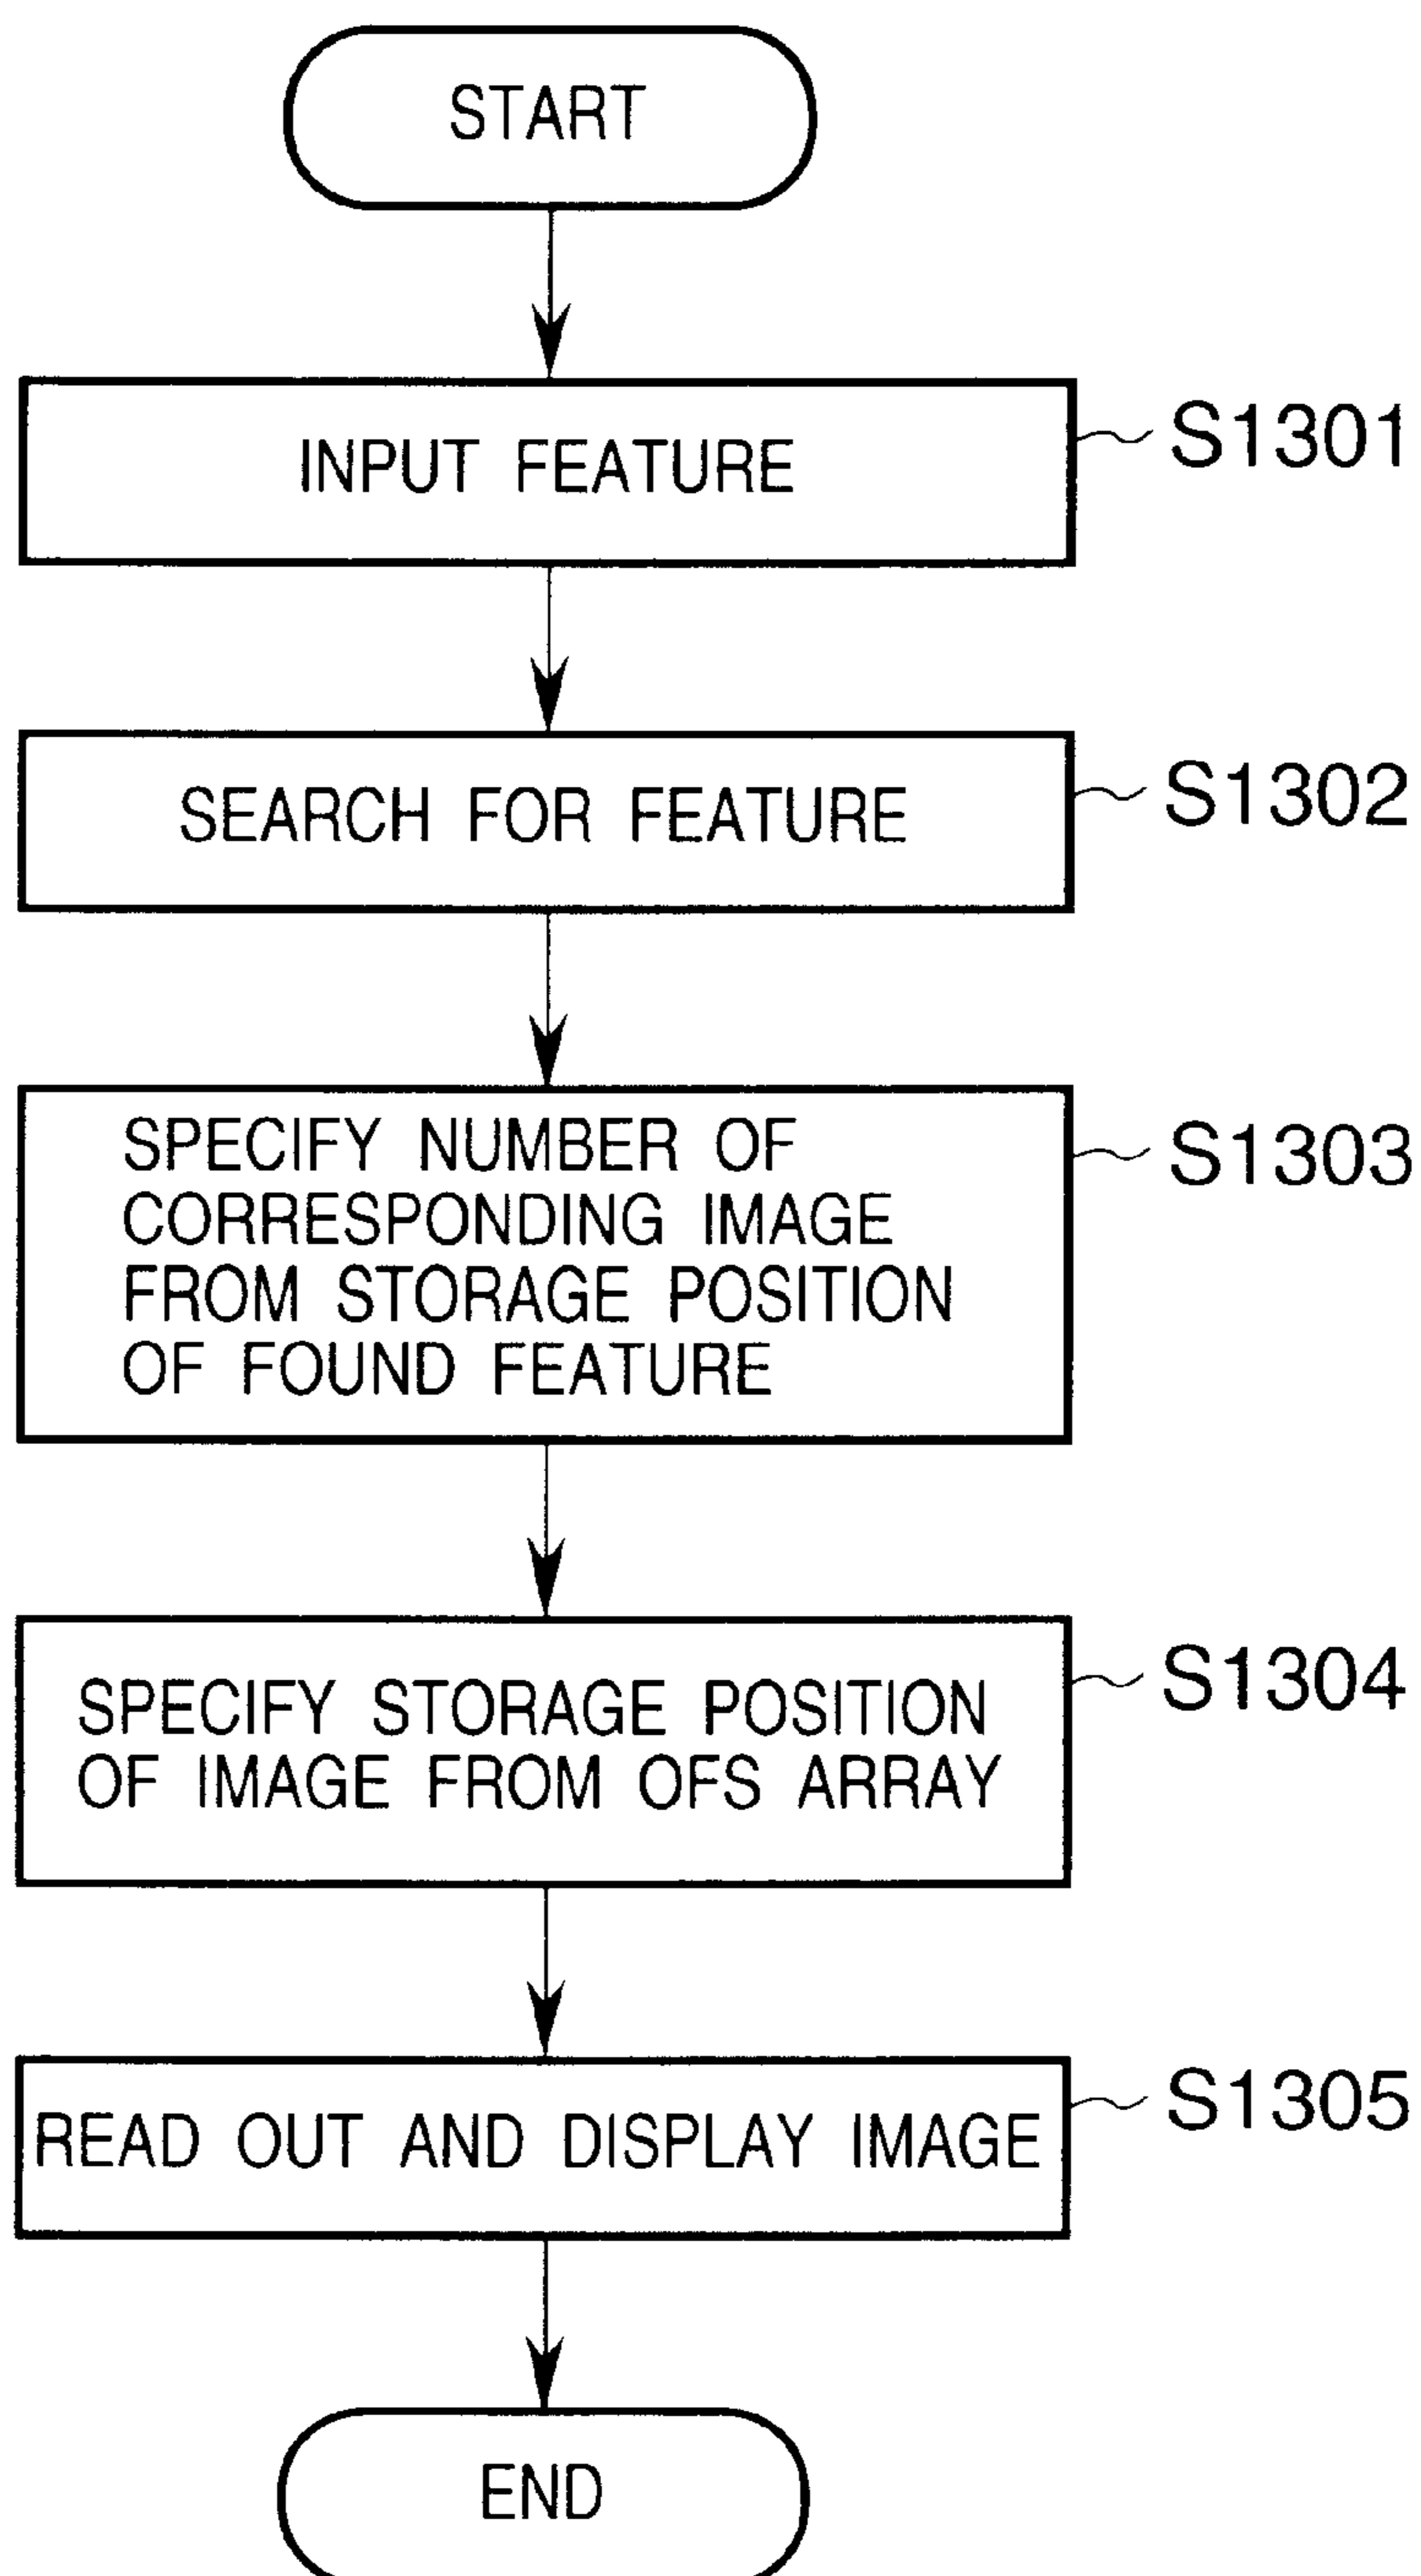 START
INPUT FEATURE
S1301
SEARCH FOR FEATURE
S1302
SPECIFY NUMBER OF
CORRESPONDING IMAGE
FROM STORAGE POSITION
OF FOUND FEATURE
S1303
SPECIFY STORAGE POSITION
OF IMAGE FROM OFS ARRAY
S1304
READ OUT AND DISPLAY IMAGE
S1305
END